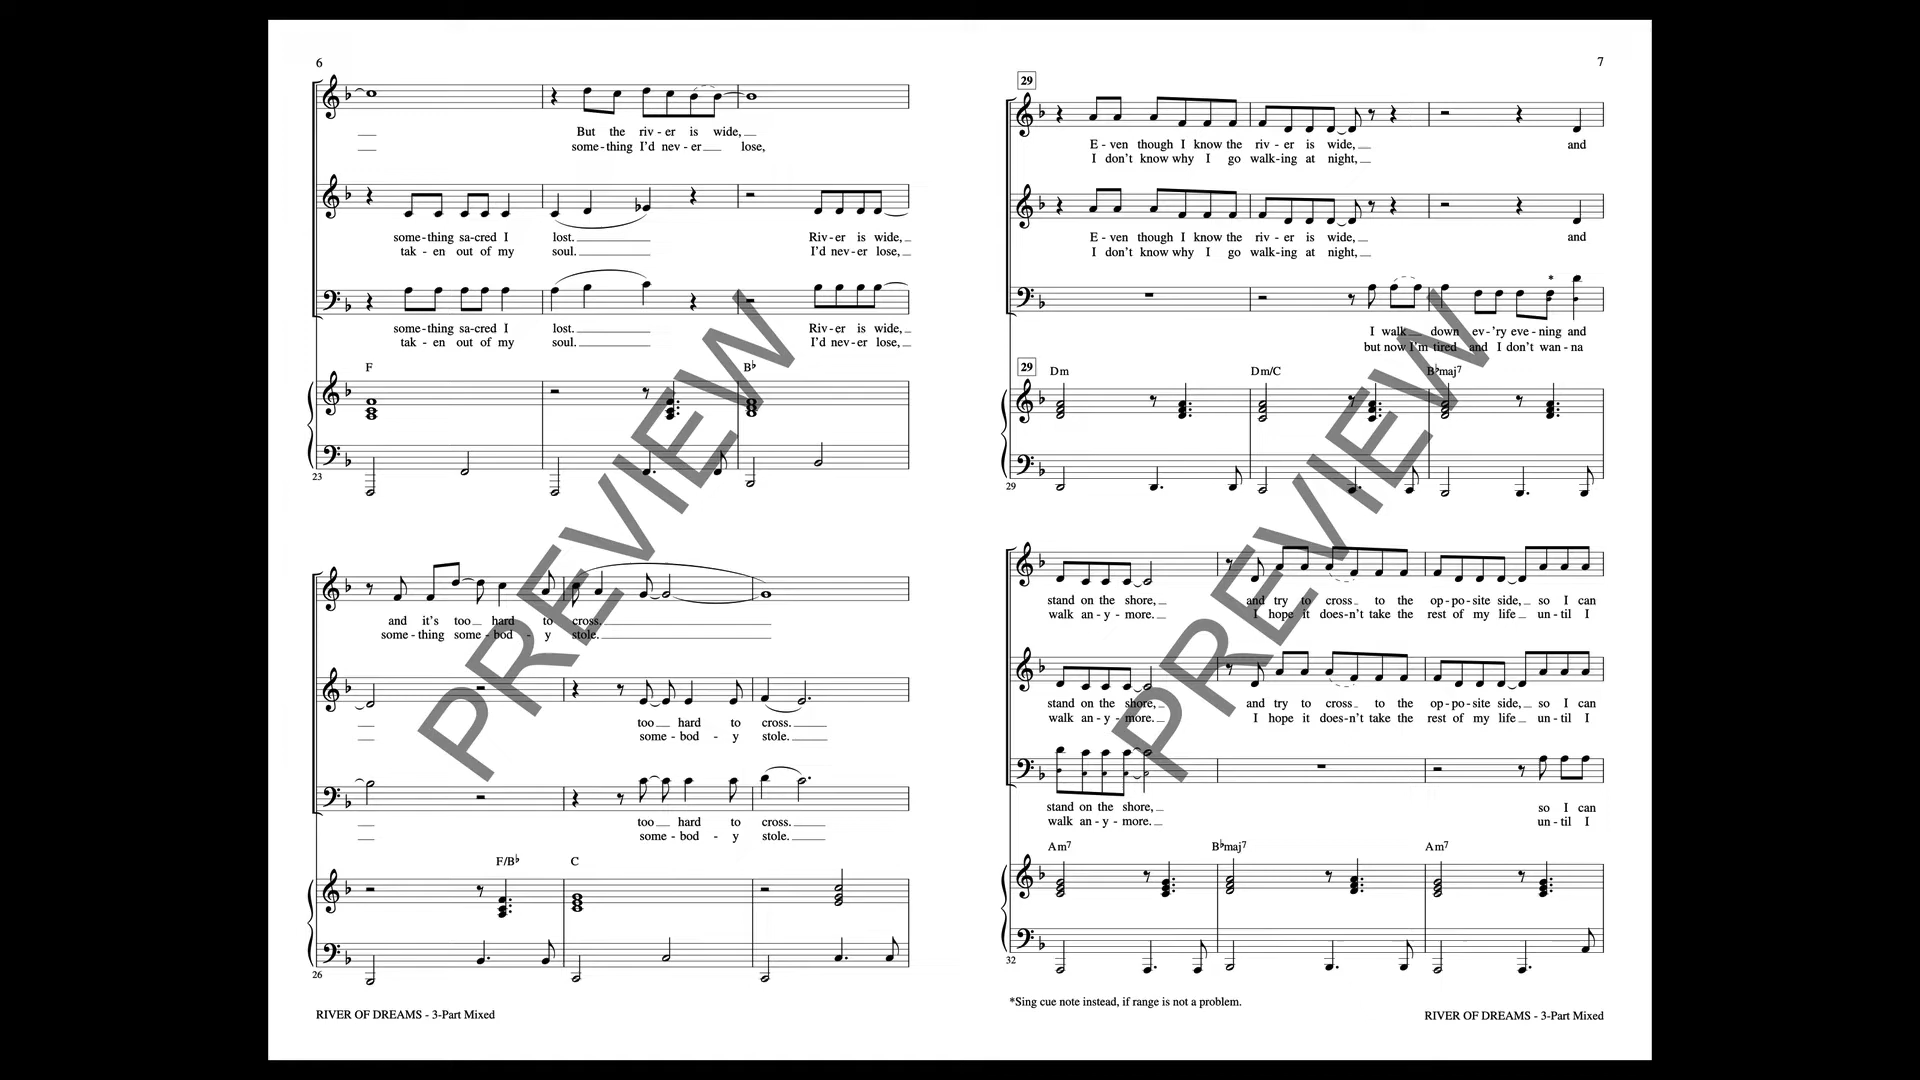 6
But the riv - er is wide,
some - thing I'd nev - er lose,
some - thing sa - cred I lost. Riv - er is wide,
tak - en out of my soul. I'd nev - er lose,
some - thing sa - cred I lost. Riv - er is wide,
tak - en out of my soul. I'd nev - er lose,
F B♭
23
and it's too hard to cross.
some - thing some - bod - y stole.
too hard to cross.
some - bod - y stole.
too hard to cross.
some - bod - y stole.
F/B♭ C
26
RIVER OF DREAMS - 3-Part Mixed
PREVIEW
7
29
E - ven though I know the riv - er is wide, and
I don't know why I go walk - ing at night,
E - ven though I know the riv - er is wide, and
I don't know why I go walk - ing at night,
*
I walk down ev - 'ry eve - ning and
but now I'm tired and I don't wan - na
29 Dm Dm/C B♭maj7
29
stand on the shore, and try to cross to the op - po - site side, so I can
walk an - y - more. I hope it does - n't take the rest of my life un - til I
stand on the shore, and try to cross to the op - po - site side, so I can
walk an - y - more. I hope it does - n't take the rest of my life un - til I
stand on the shore, so I can
walk an - y - more. un - til I
Am7 B♭maj7 Am7
32
*Sing cue note instead, if range is not a problem.
RIVER OF DREAMS - 3-Part Mixed
PREVIEW